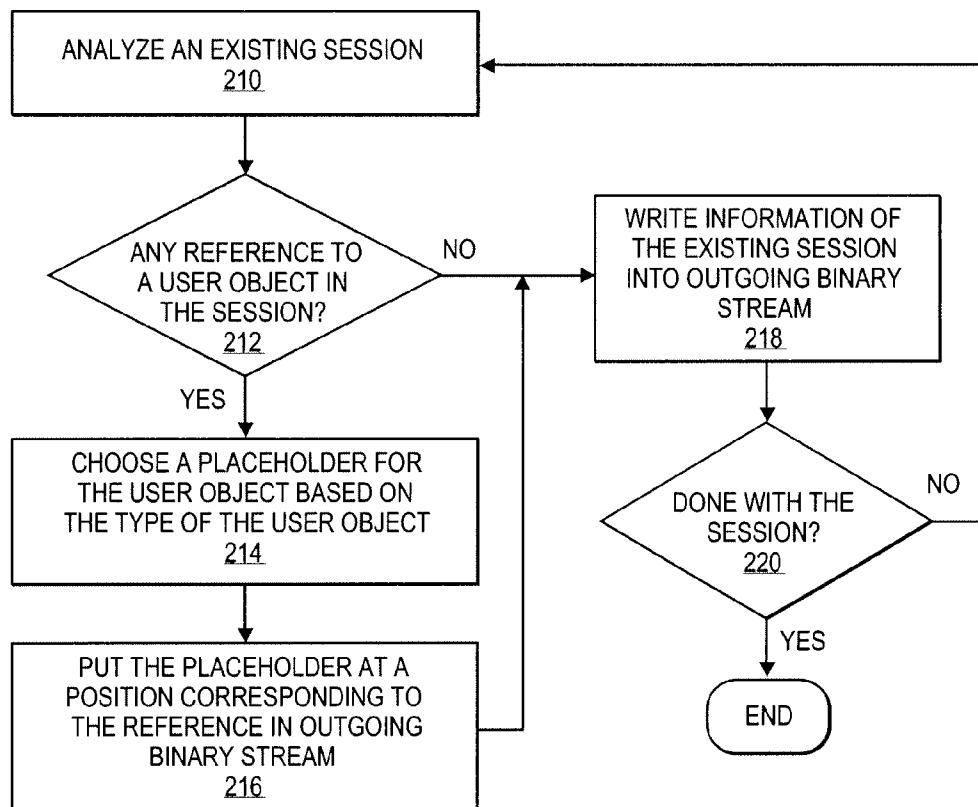 ANALYZE AN EXISTING SESSION
210
ANY REFERENCE TO
A USER OBJECT IN
THE SESSION?
212
NO
YES
CHOOSE A PLACEHOLDER FOR
THE USER OBJECT BASED ON
THE TYPE OF THE USER OBJECT
214
PUT THE PLACEHOLDER AT A
POSITION CORRESPONDING TO
THE REFERENCE IN OUTGOING
BINARY STREAM
216
WRITE INFORMATION OF
THE EXISTING SESSION
INTO OUTGOING BINARY
STREAM
218
DONE WITH THE
SESSION?
220
NO
YES
END